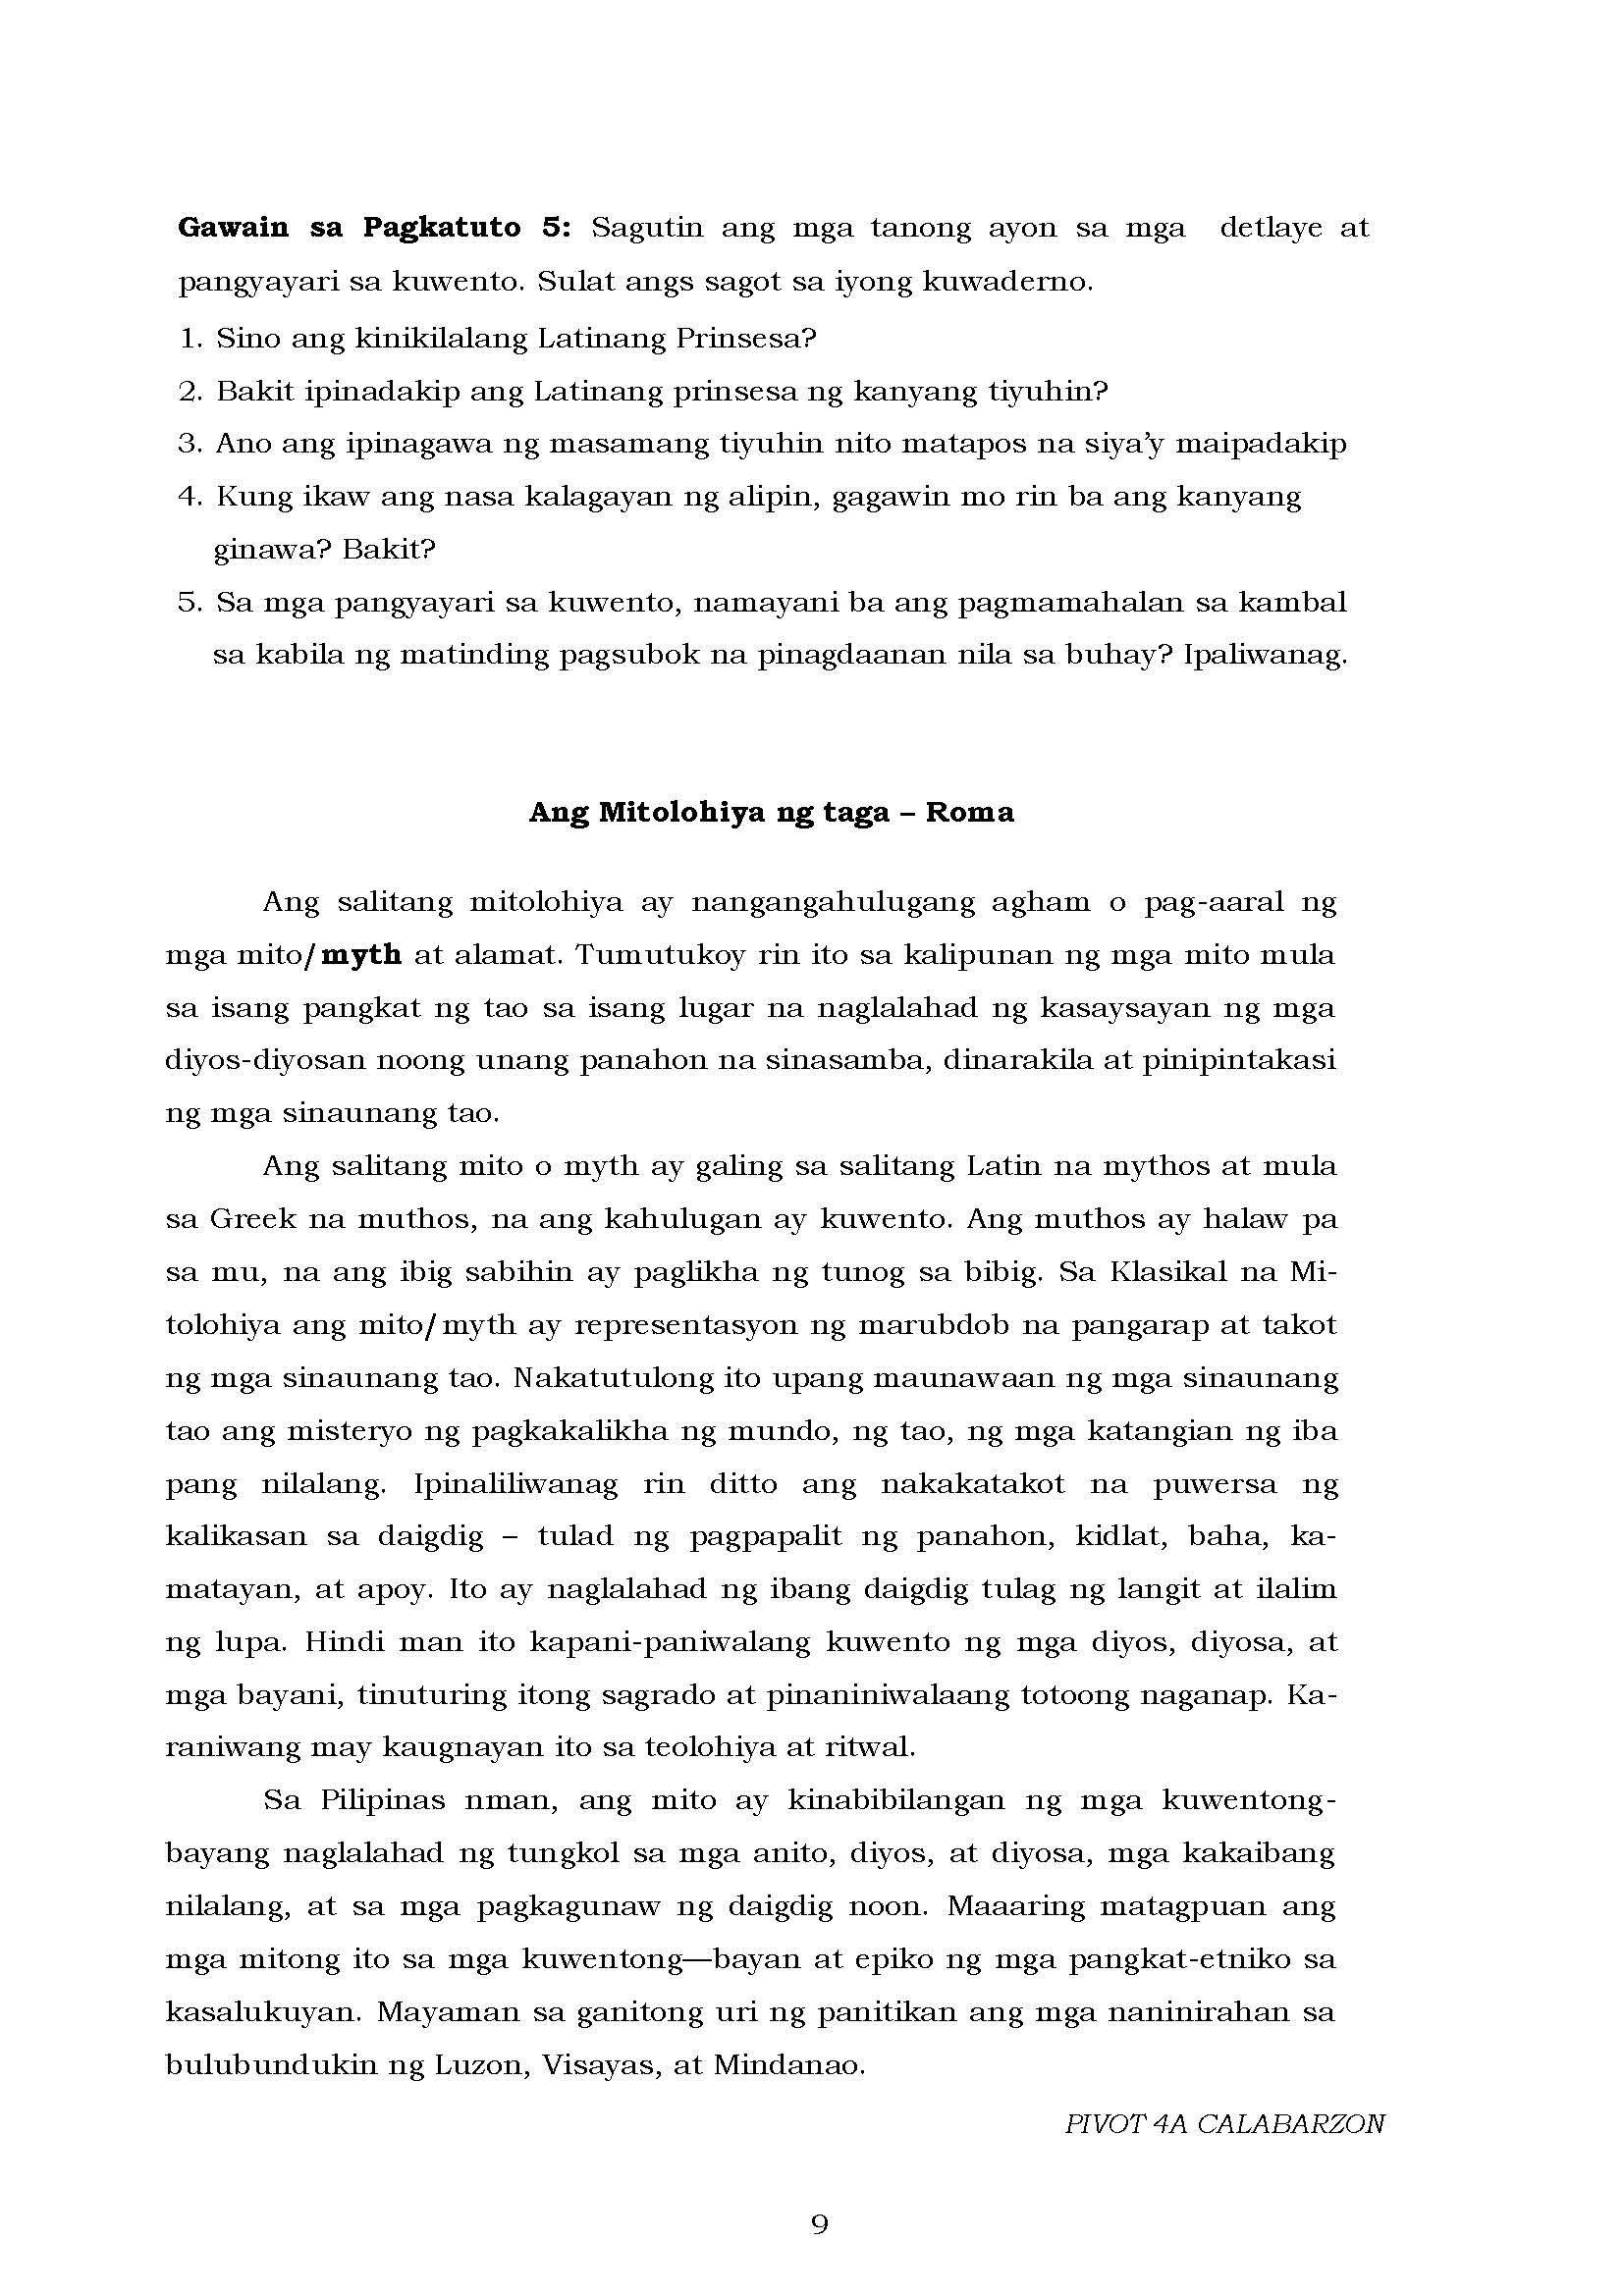 Gawain sa Pagkatuto 5: Sagutin ang mga tanong ayon sa mga detlaye at
pangyayari sa kuwento. Sulat angs sagot sa iyong kuwaderno.
1. Sino ang kinikilalang Latinang Prinsesa?
2. Bakit ipinadakip ang Latinang prinsesa ng kanyang tiyuhin?
3. Ano ang ipinagawa ng masamang tiyuhin nito matapos na siya’y maipadakip
4. Kung ikaw ang nasa kalagayan ng alipin, gagawin mo rin ba ang kanyang
ginawa? Bakit?
5. Sa mga pangyayari sa kuwento, namayani ba ang pagmamahalan sa kambal
sa kabila ng matinding pagsubok na pinagdaanan nila sa buhay? Ipaliwanag.
Ang Mitolohiya ng taga – Roma
Ang salitang mitolohiya ay nangangahulugang agham o pag-aaral ng
mga mito/myth at alamat. Tumutukoy rin ito sa kalipunan ng mga mito mula
sa isang pangkat ng tao sa isang lugar na naglalahad ng kasaysayan ng mga
diyos-diyosan noong unang panahon na sinasamba, dinarakila at pinipintakasi
ng mga sinaunang tao.
Ang salitang mito o myth ay galing sa salitang Latin na mythos at mula
sa Greek na muthos, na ang kahulugan ay kuwento. Ang muthos ay halaw pa
sa mu, na ang ibig sabihin ay paglikha ng tunog sa bibig. Sa Klasikal na Mi-
tolohiya ang mito/myth ay representasyon ng marubdob na pangarap at takot
ng mga sinaunang tao. Nakatutulong ito upang maunawaan ng mga sinaunang
tao ang misteryo ng pagkakalikha ng mundo, ng tao, ng mga katangian ng iba
pang nilalang. Ipinaliliwanag rin ditto ang nakakatakot na puwersa ng
kalikasan sa daigdig – tulad ng pagpapalit ng panahon, kidlat, baha, ka-
matayan, at apoy. Ito ay naglalahad ng ibang daigdig tulag ng langit at ilalim
ng lupa. Hindi man ito kapani-paniwalang kuwento ng mga diyos, diyosa, at
mga bayani, tinuturing itong sagrado at pinaniniwalaang totoong naganap. Ka-
raniwang may kaugnayan ito sa teolohiya at ritwal.
Sa Pilipinas nman, ang mito ay kinabibilangan ng mga kuwentong-
bayang naglalahad ng tungkol sa mga anito, diyos, at diyosa, mga kakaibang
nilalang, at sa mga pagkagunaw ng daigdig noon. Maaaring matagpuan ang
mga mitong ito sa mga kuwentong—bayan at epiko ng mga pangkat-etniko sa
kasalukuyan. Mayaman sa ganitong uri ng panitikan ang mga naninirahan sa
bulubundukin ng Luzon, Visayas, at Mindanao.
PIVOT 4A CALABARZON
9